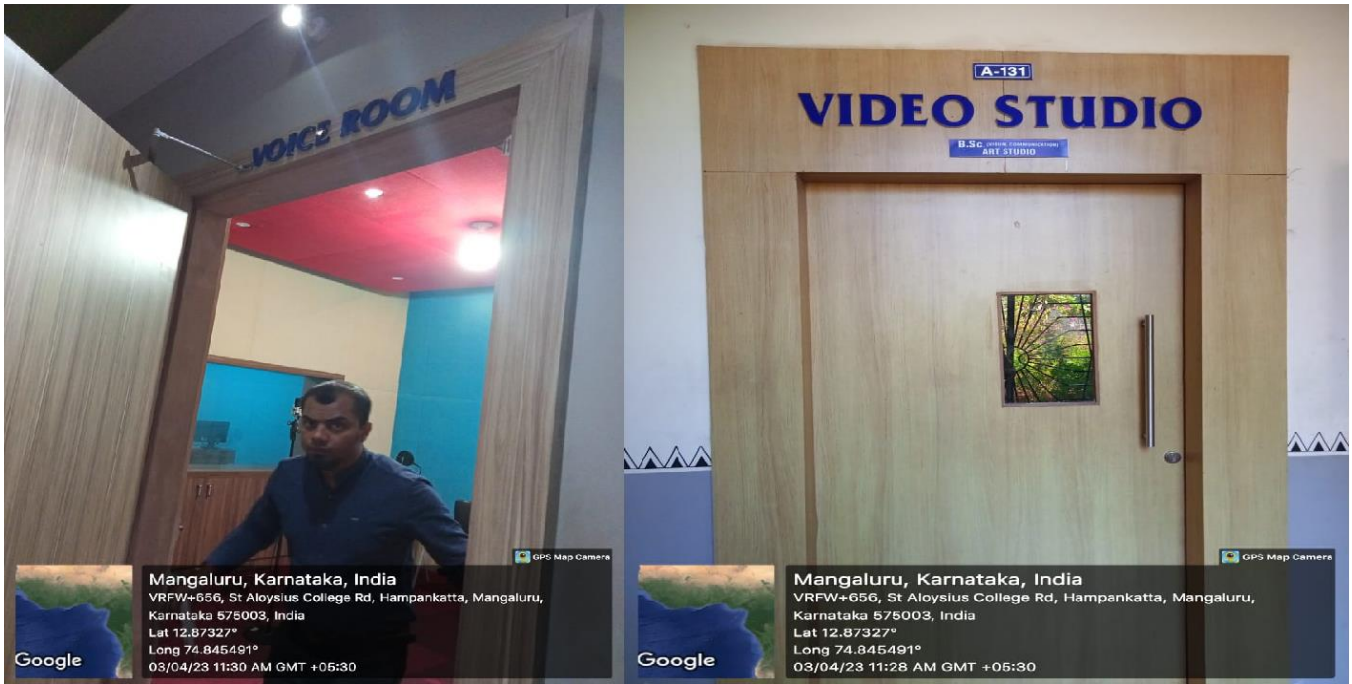 VOICE ROOM
GPS Map Camera
Mangaluru, Karnataka, India
VRFW+656, St Aloysius College Rd, Hampankatta, Mangaluru,
Karnataka 575003, India
Lat 12.87327°
Long 74.845491°
03/04/23 11:30 AM GMT +05:30
Google
A-131
VIDEO STUDIO
B.Sc (VISUAL COMMUNICATION)
ART STUDIO
GPS Map Camera
Mangaluru, Karnataka, India
VRFW+656, St Aloysius College Rd, Hampankatta, Mangaluru,
Karnataka 575003, India
Lat 12.87327°
Long 74.845491°
03/04/23 11:28 AM GMT +05:30
Google